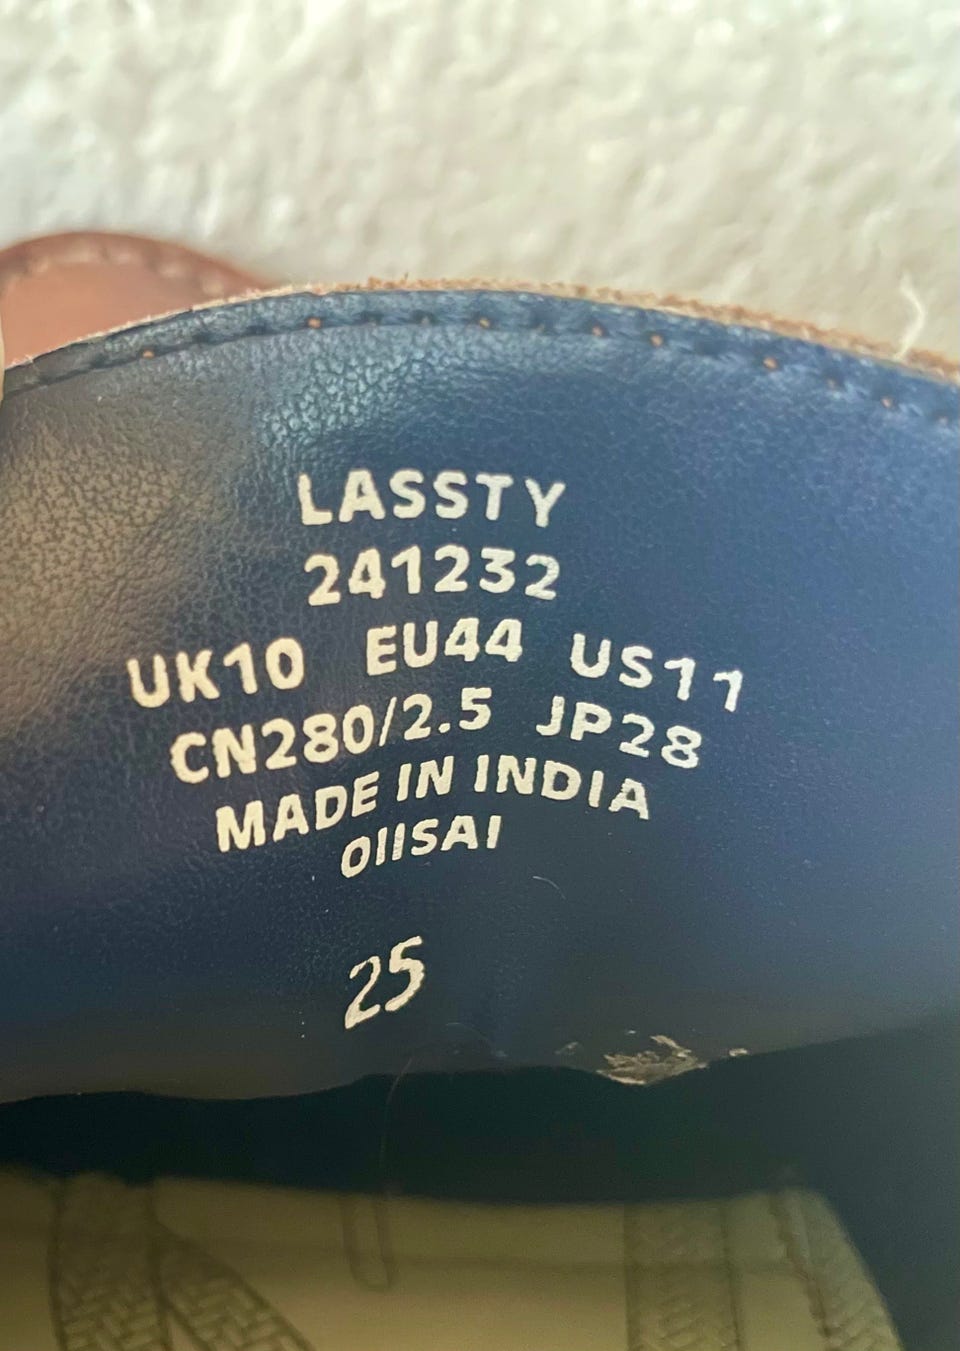 LASSTY
241232
UK10 EU44 US11
CN280/2.5 JP28
MADE IN INDIA
OIISAI
25